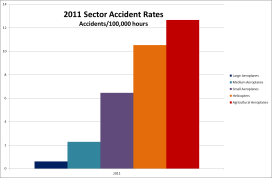 2011 Sector Accident Rates
Accidents/100,000 hours
14
12
10
8
6
4
2
0
2011
Large Aeroplanes
Medium Aeroplanes
Small Aeroplanes
Helicopters
Agricultural Aeroplanes